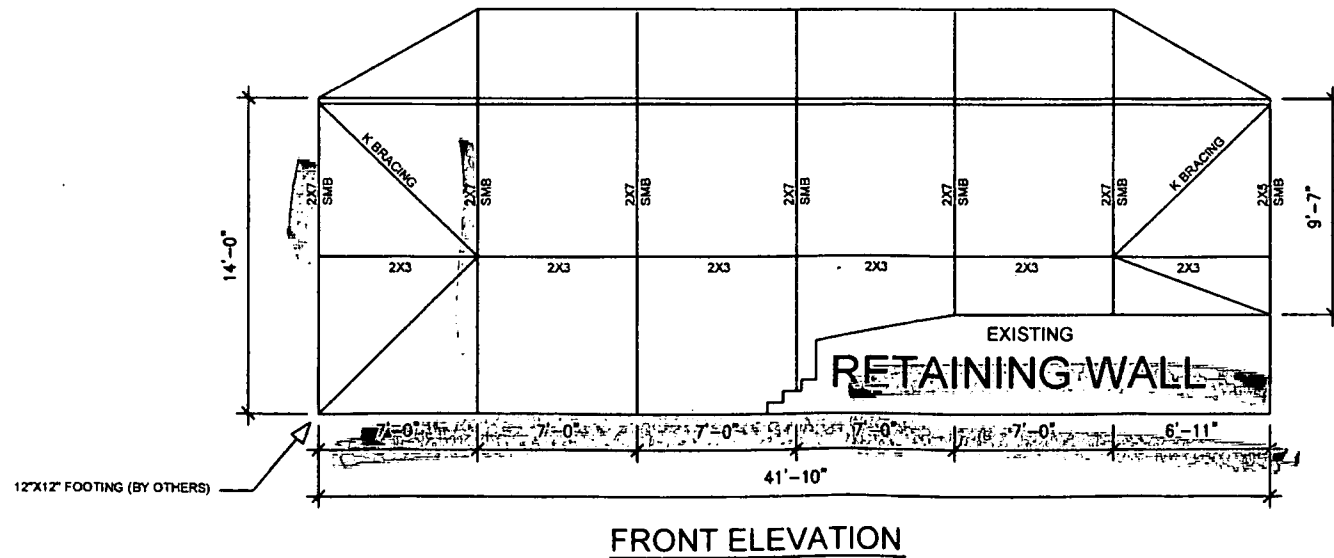 K BRACING
K BRACING
2X7 SMB
2X7 SMB
2X7 SMB
2X7 SMB
2X7 SMB
2X7 SMB
2X5 SMB
14'-0"
9'-7"
2X3
2X3
2X3
2X3
2X3
2X3
EXISTING
RETAINING WALL
7'-0"
7'-0"
7'-0"
7'-0"
7'-0"
6'-11"
41'-10"
12"X12" FOOTING (BY OTHERS)
FRONT ELEVATION